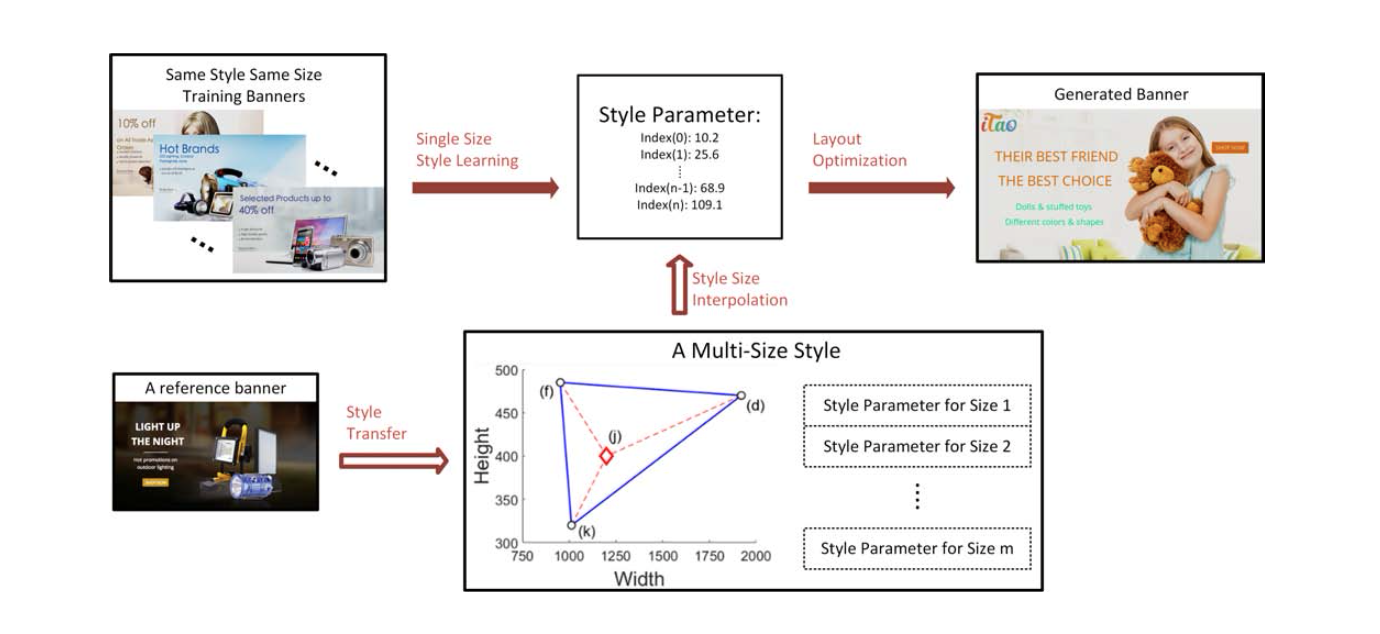 Same Style Same Size
Training Banners
10% off
Hot Brands
Selected Products up to
40% off
Single Size
Style Learning
Style Parameter:
Index(0): 10.2
Index(1): 25.6
Index(n-1): 68.9
Index(n): 109.1
Layout
Optimization
Generated Banner
iTao
THEIR BEST FRIEND
THE BEST CHOICE
Dolls & stuffed toys
Different colors & shapes
SHOP NOW
Style Size
Interpolation
A reference banner
LIGHT UP
THE NIGHT
Hot promotions on
outdoor lighting
SHOP NOW
Style
Transfer
A Multi-Size Style
500
450
400
350
300
Height
(f)
(d)
(j)
(k)
750 1000 1250 1500 1750 2000
Width
Style Parameter for Size 1
Style Parameter for Size 2
Style Parameter for Size m